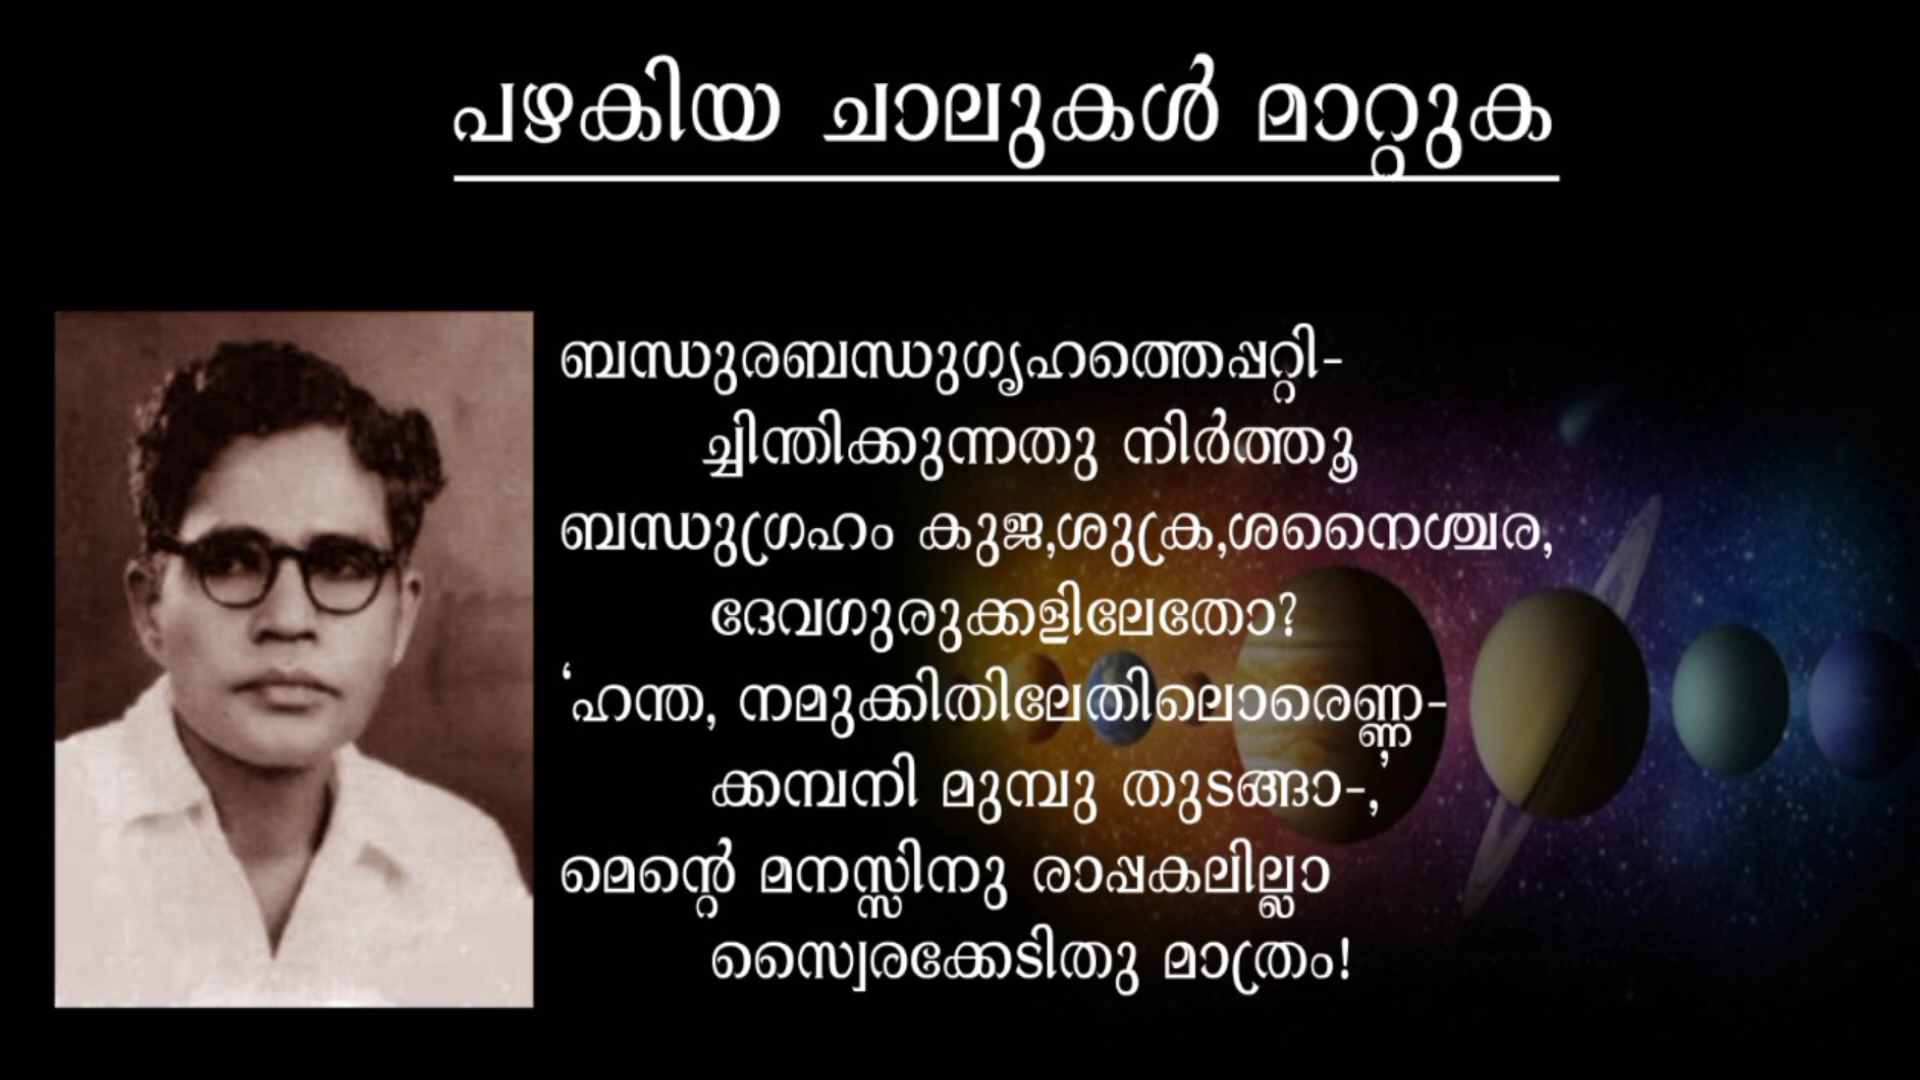 പഴകിയ ചാലുകൾ മാറ്റുക
ബന്ധുരബന്ധുഗൃഹത്തെപ്പറ്റി-
ച്ചിന്തിക്കുന്നതു നിർത്തൂ
ബന്ധുഗ്രഹം കുജ,ശുക്ര,ശനൈശ്ചര,
ദേവഗുരുക്കളിലേതോ?
‘ഹന്ത, നമുക്കിതിലേതിലൊരെണ്ണ-
ക്കമ്പനി മുമ്പു തുടങ്ങാ-,’
മെന്റെ മനസ്സിനു രാപ്പകലില്ലാ
സ്വൈരക്കേടിതു മാത്രം!